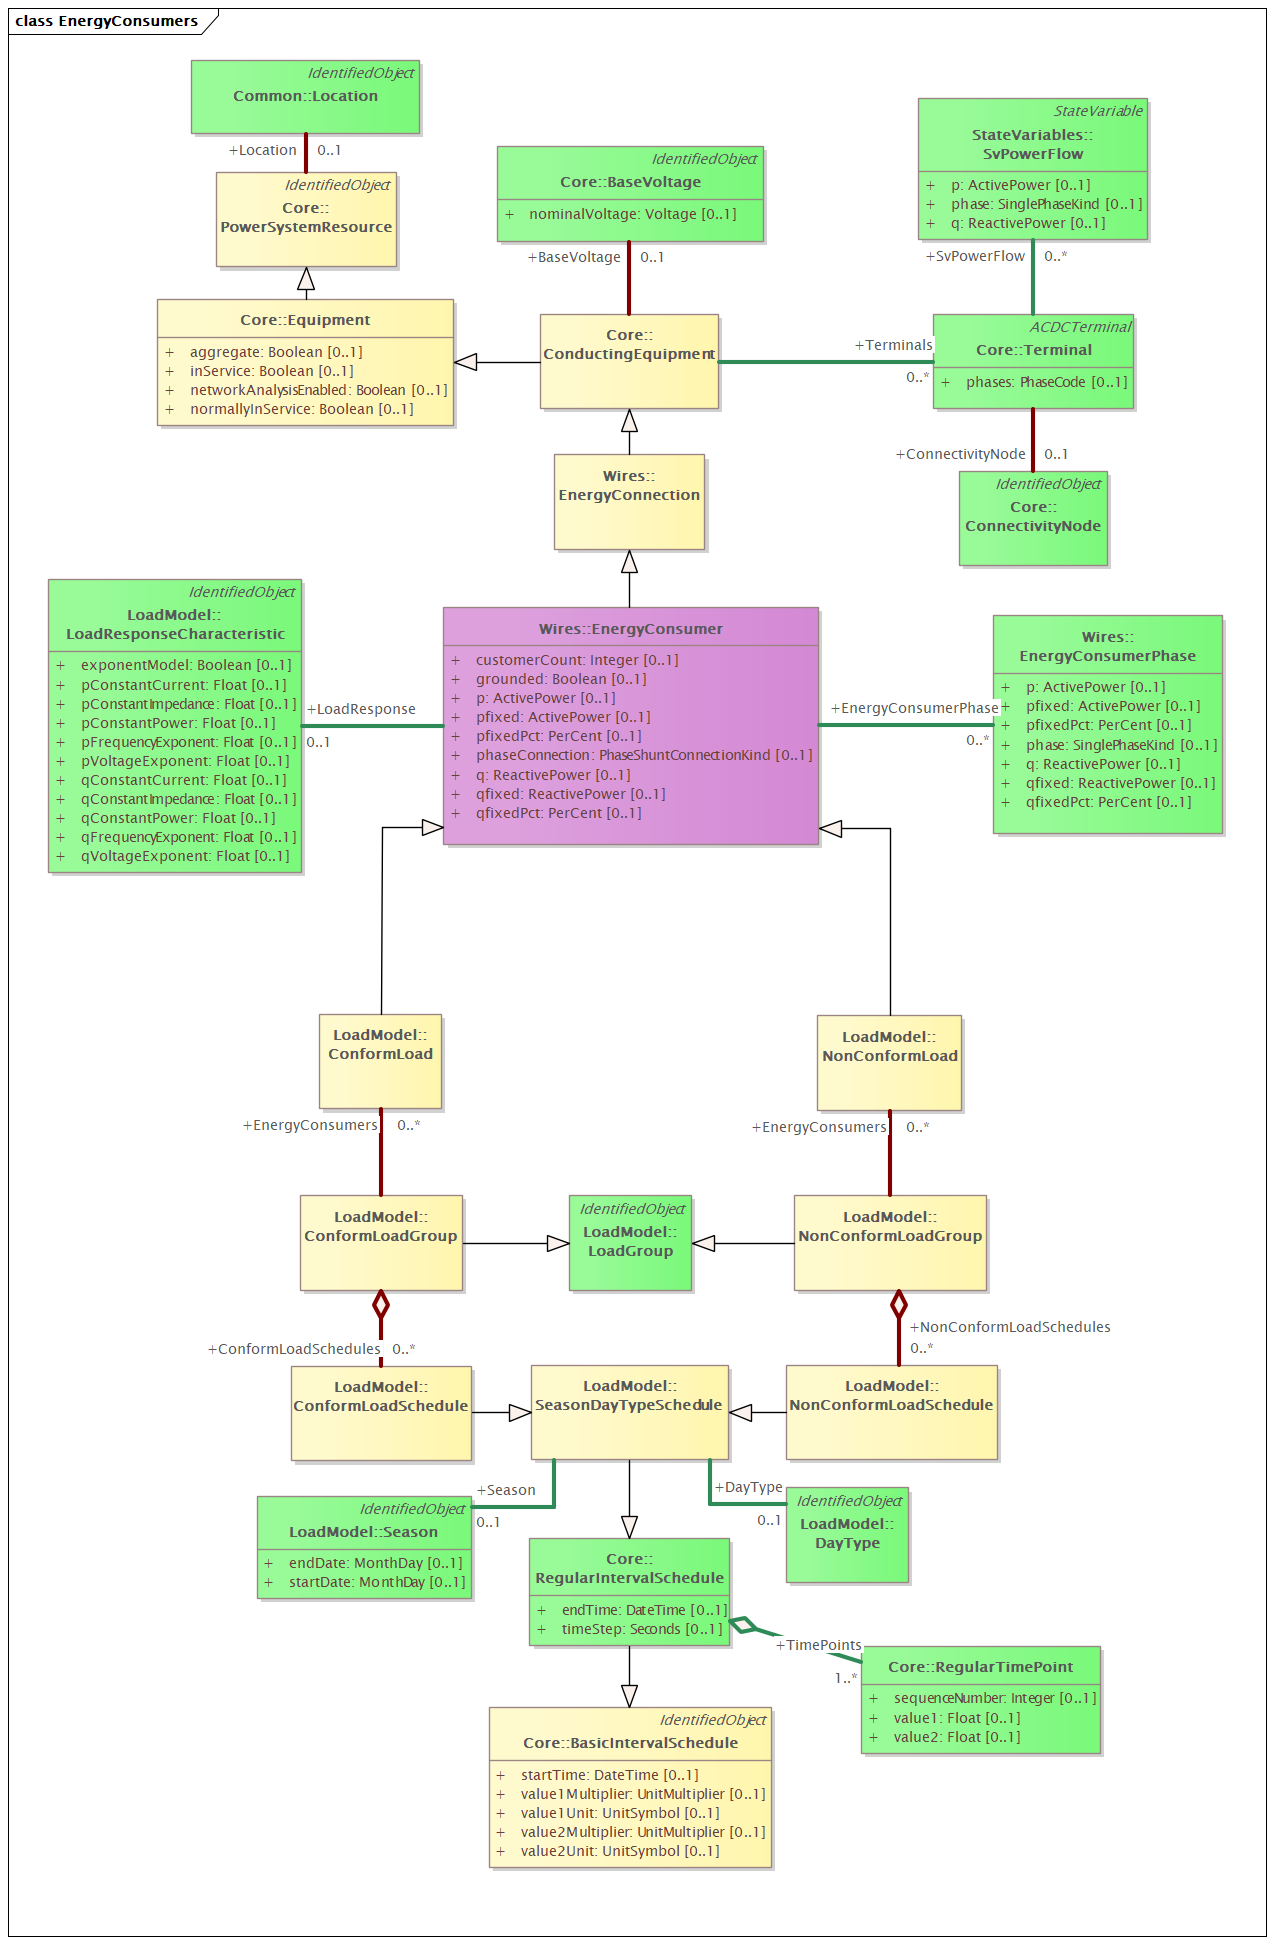 class EnergyConsumers
IdentifiedObject
Common::Location
+Location 0..1
IdentifiedObject
Core::
PowerSystemResource
IdentifiedObject
Core::BaseVoltage
+ nominalVoltage: Voltage [0..1]
+BaseVoltage 0..1
StateVariable
StateVariables::
SvPowerFlow
+ p: ActivePower [0..1]
+ phase: SinglePhaseKind [0..1]
+ q: ReactivePower [0..1]
+SvPowerFlow 0..*
Core::Equipment
+ aggregate: Boolean [0..1]
+ inService: Boolean [0..1]
+ networkAnalysisEnabled: Boolean [0..1]
+ normallyInService: Boolean [0..1]
Core::
ConductingEquipment
+Terminals
0..*
ACDCTerminal
Core::Terminal
+ phases: PhaseCode [0..1]
+ConnectivityNode 0..1
IdentifiedObject
Core::
ConnectivityNode
Wires::
EnergyConnection
IdentifiedObject
LoadModel::
LoadResponseCharacteristic
+ exponentModel: Boolean [0..1]
+ pConstantCurrent: Float [0..1]
+ pConstantImpedance: Float [0..1]
+ pConstantPower: Float [0..1]
+ pFrequencyExponent: Float [0..1]
+ pVoltageExponent: Float [0..1]
+ qConstantCurrent: Float [0..1]
+ qConstantImpedance: Float [0..1]
+ qConstantPower: Float [0..1]
+ qFrequencyExponent: Float [0..1]
+ qVoltageExponent: Float [0..1]
+LoadResponse
0..1
Wires::EnergyConsumer
+ customerCount: Integer [0..1]
+ grounded: Boolean [0..1]
+ p: ActivePower [0..1]
+ pfixed: ActivePower [0..1]
+ pfixedPct: PerCent [0..1]
+ phaseConnection: PhaseShuntConnectionKind [0..1]
+ q: ReactivePower [0..1]
+ qfixed: ReactivePower [0..1]
+ qfixedPct: PerCent [0..1]
+EnergyConsumerPhase
0..*
Wires::
EnergyConsumerPhase
+ p: ActivePower [0..1]
+ pfixed: ActivePower [0..1]
+ pfixedPct: PerCent [0..1]
+ phase: SinglePhaseKind [0..1]
+ q: ReactivePower [0..1]
+ qfixed: ReactivePower [0..1]
+ qfixedPct: PerCent [0..1]
LoadModel::
ConformLoad
+EnergyConsumers 0..*
LoadModel::
NonConformLoad
+EnergyConsumers 0..*
LoadModel::
ConformLoadGroup
IdentifiedObject
LoadModel::
LoadGroup
LoadModel::
NonConformLoadGroup
+ConformLoadSchedules 0..*
+NonConformLoadSchedules
0..*
LoadModel::
ConformLoadSchedule
LoadModel::
SeasonDayTypeSchedule
LoadModel::
NonConformLoadSchedule
+Season
0..1
+DayType
0..1
IdentifiedObject
LoadModel::Season
+ endDate: MonthDay [0..1]
+ startDate: MonthDay [0..1]
IdentifiedObject
LoadModel::
DayType
Core::
RegularIntervalSchedule
+ endTime: DateTime [0..1]
+ timeStep: Seconds [0..1]
+TimePoints
1..*
Core::RegularTimePoint
+ sequenceNumber: Integer [0..1]
+ value1: Float [0..1]
+ value2: Float [0..1]
IdentifiedObject
Core::BasicIntervalSchedule
+ startTime: DateTime [0..1]
+ value1Multiplier: UnitMultiplier [0..1]
+ value1Unit: UnitSymbol [0..1]
+ value2Multiplier: UnitMultiplier [0..1]
+ value2Unit: UnitSymbol [0..1]